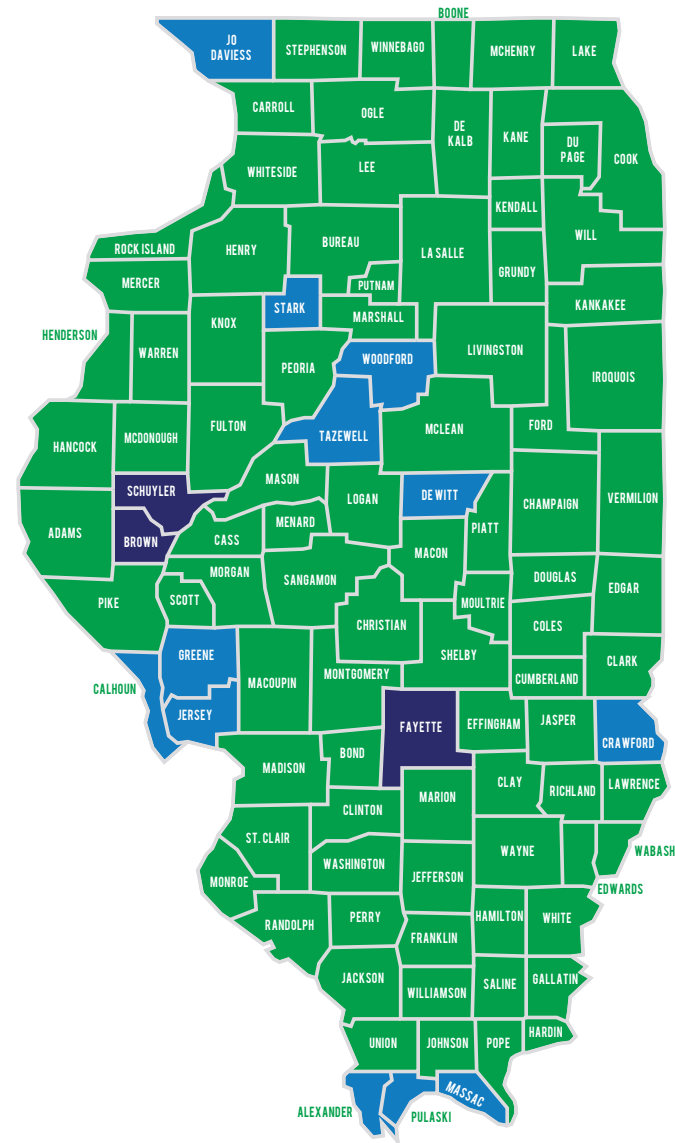 BOONE
JO
DAVIESS
STEPHENSON
WINNEBAGO
MCHENRY
LAKE
CARROLL
OGLE
DE
KALB
KANE
DU
PAGE
COOK
WHITESIDE
LEE
KENDALL
WILL
ROCK ISLAND
HENRY
BUREAU
LA SALLE
GRUNDY
MERCER
PUTNAM
STARK
MARSHALL
KANKAKEE
HENDERSON
KNOX
WARREN
PEORIA
WOODFORD
LIVINGSTON
IROQUOIS
HANCOCK
MCDONOUGH
FULTON
TAZEWELL
MCLEAN
FORD
SCHUYLER
MASON
LOGAN
DE WITT
CHAMPAIGN
VERMILION
ADAMS
BROWN
CASS
MENARD
PIATT
MACON
MORGAN
SANGAMON
DOUGLAS
EDGAR
PIKE
SCOTT
CHRISTIAN
MOULTRIE
COLES
GREENE
MACOUPIN
MONTGOMERY
SHELBY
CUMBERLAND
CLARK
CALHOUN
JERSEY
FAYETTE
EFFINGHAM
JASPER
CRAWFORD
MADISON
BOND
CLAY
RICHLAND
LAWRENCE
MARION
CLINTON
ST. CLAIR
WASHINGTON
WAYNE
WABASH
MONROE
JEFFERSON
EDWARDS
RANDOLPH
PERRY
HAMILTON
WHITE
FRANKLIN
JACKSON
WILLIAMSON
SALINE
GALLATIN
UNION
JOHNSON
POPE
HARDIN
ALEXANDER
PULASKI
MASSAC